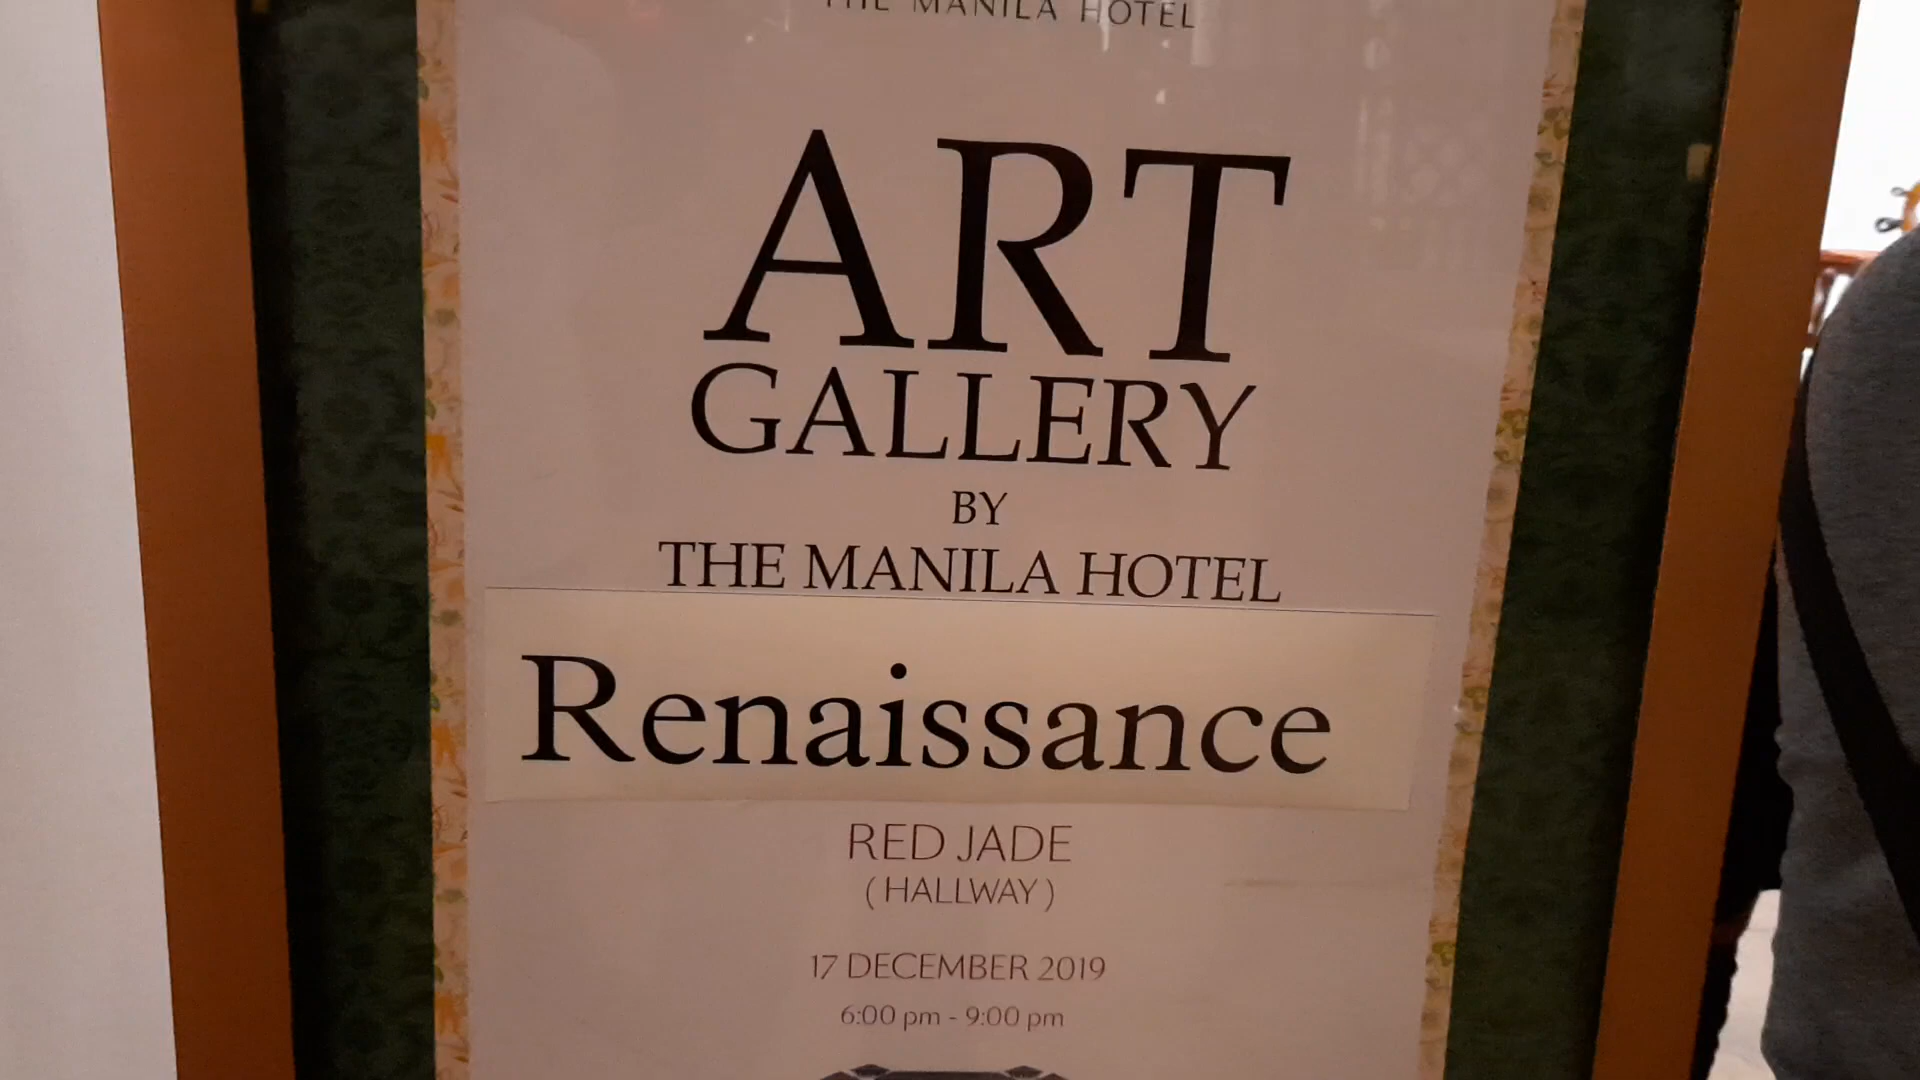 THE MANILA HOTEL
ART
GALLERY
BY
THE MANILA HOTEL
Renaissance
RED JADE
(HALLWAY)
17 DECEMBER 2019
6:00 pm - 9:00 pm